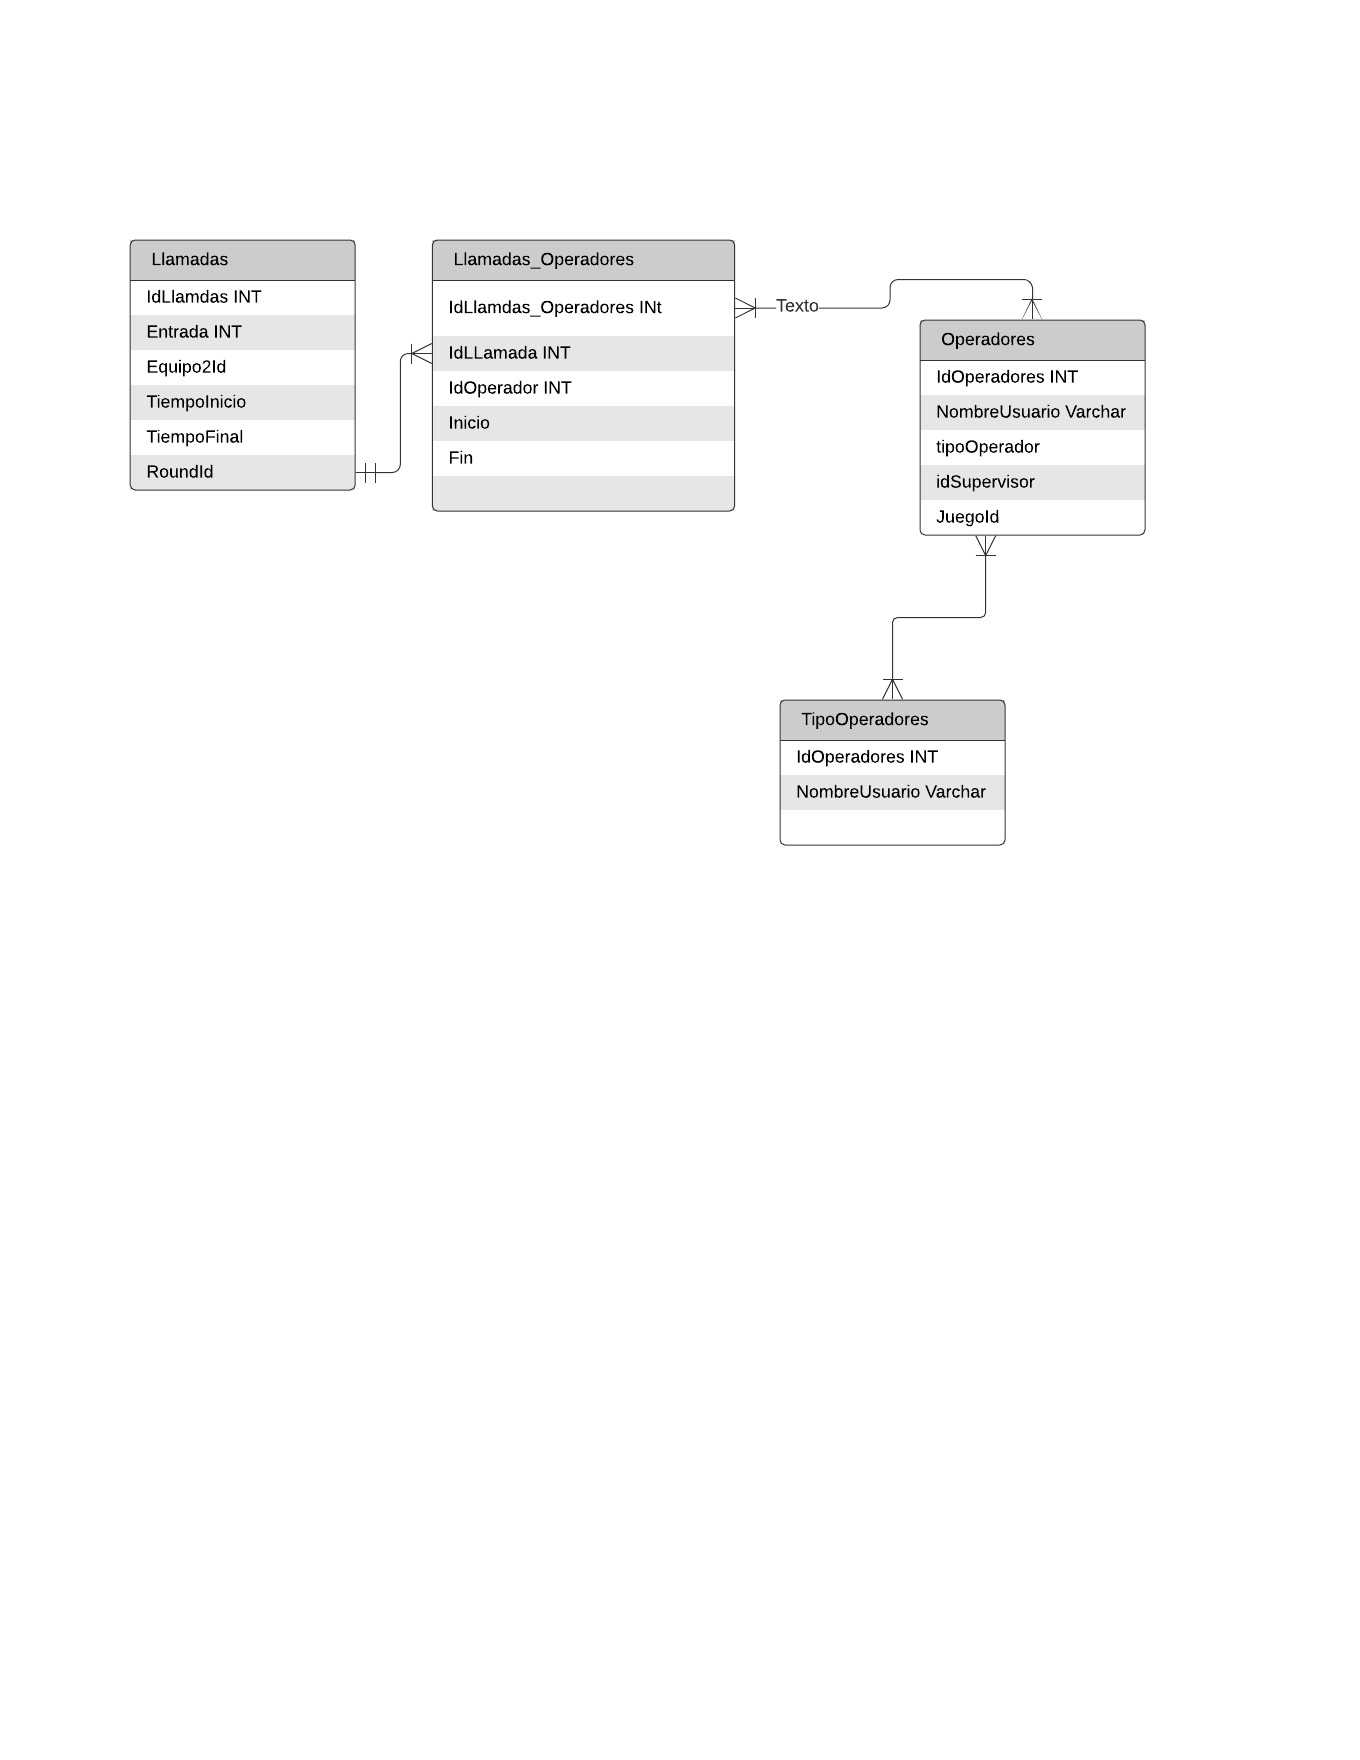 Llamadas
IdLlamdas INT
Entrada INT
Equipo2Id
TiempoInicio
TiempoFinal
RoundId
Llamadas_Operadores
IdLlamdas_Operadores INt
IdLLamada INT
IdOperador INT
Inicio
Fin
Texto
Operadores
IdOperadores INT
NombreUsuario Varchar
tipoOperador
idSupervisor
JuegoId
TipoOperadores
IdOperadores INT
NombreUsuario Varchar